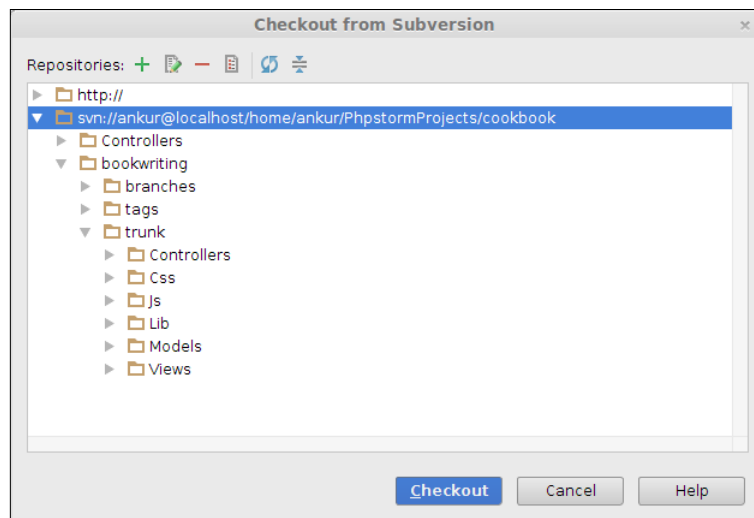 Checkout from Subversion
Repositories:
http://
svn://ankur@localhost/home/ankur/PhpstormProjects/cookbook
Controllers
bookwriting
branches
tags
trunk
Controllers
Css
Js
Lib
Models
Views
Checkout Cancel Help